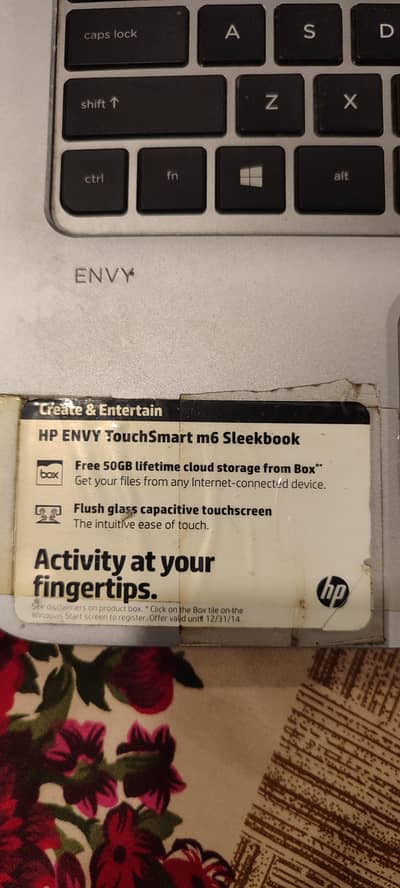 caps lock A S D
shift ↑ Z X
ctrl fn alt
ENVY
Create & Entertain
HP ENVY TouchSmart m6 Sleekbook
box
Free 50GB lifetime cloud storage from Box**
Get your files from any Internet-connected device.
Flush glass capacitive touchscreen
The intuitive ease of touch.
Activity at your
fingertips.
hp
See disclaimers on product box. * Click on the Box tile on the
Windows Start screen to register. Offer valid until 12/31/14.